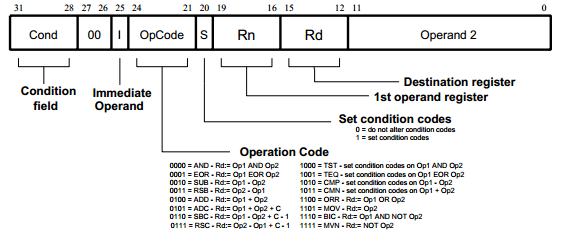 31 28 27 26 25 24 21 20 19 16 15 12 11 0
Cond 00 I OpCode S Rn Rd Operand 2
Destination register
1st operand register
Condition field
Immediate Operand
Set condition codes
0 = do not alter condition codes
1 = set condition codes
Operation Code
0000 = AND - Rd:= Op1 AND Op2
0001 = EOR - Rd:= Op1 EOR Op2
0010 = SUB - Rd:= Op1 - Op2
0011 = RSB - Rd:= Op2 - Op1
0100 = ADD - Rd:= Op1 + Op2
0101 = ADC - Rd:= Op1 + Op2 + C
0110 = SBC - Rd:= Op1 - Op2 + C - 1
0111 = RSC - Rd:= Op2 - Op1 + C - 1
1000 = TST - set condition codes on Op1 AND Op2
1001 = TEQ - set condition codes on Op1 EOR Op2
1010 = CMP - set condition codes on Op1 - Op2
1011 = CMN - set condition codes on Op1 + Op2
1100 = ORR - Rd:= Op1 OR Op2
1101 = MOV - Rd:= Op2
1110 = BIC - Rd:= Op1 AND NOT Op2
1111 = MVN - Rd:= NOT Op2